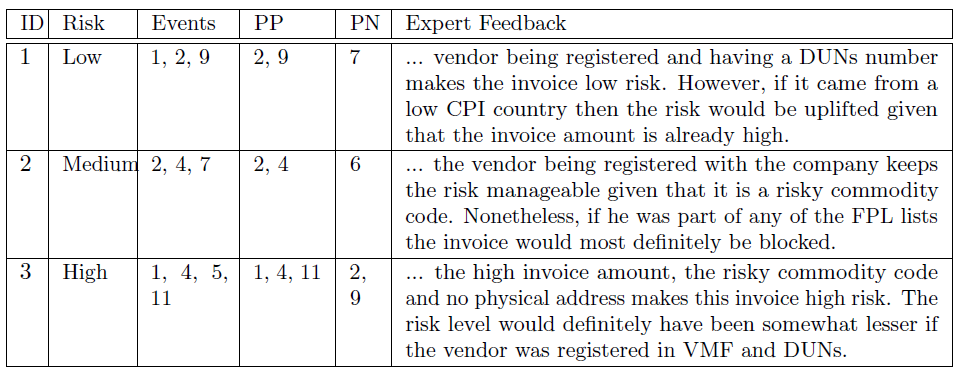 ID Risk Events PP PN Expert Feedback
1 Low 1, 2, 9 2, 9 7 ... vendor being registered and having a DUNs number
makes the invoice low risk. However, if it came from a
low CPI country then the risk would be uplifted given
that the invoice amount is already high.
2 Medium 2, 4, 7 2, 4 6 ... the vendor being registered with the company keeps
the risk manageable given that it is a risky commodity
code. Nonetheless, if he was part of any of the FPL lists
the invoice would most definitely be blocked.
3 High 1, 4, 5, 1, 4, 11 2, ... the high invoice amount, the risky commodity code
11 9 and no physical address makes this invoice high risk. The
risk level would definitely have been somewhat lesser if
the vendor was registered in VMF and DUNs.